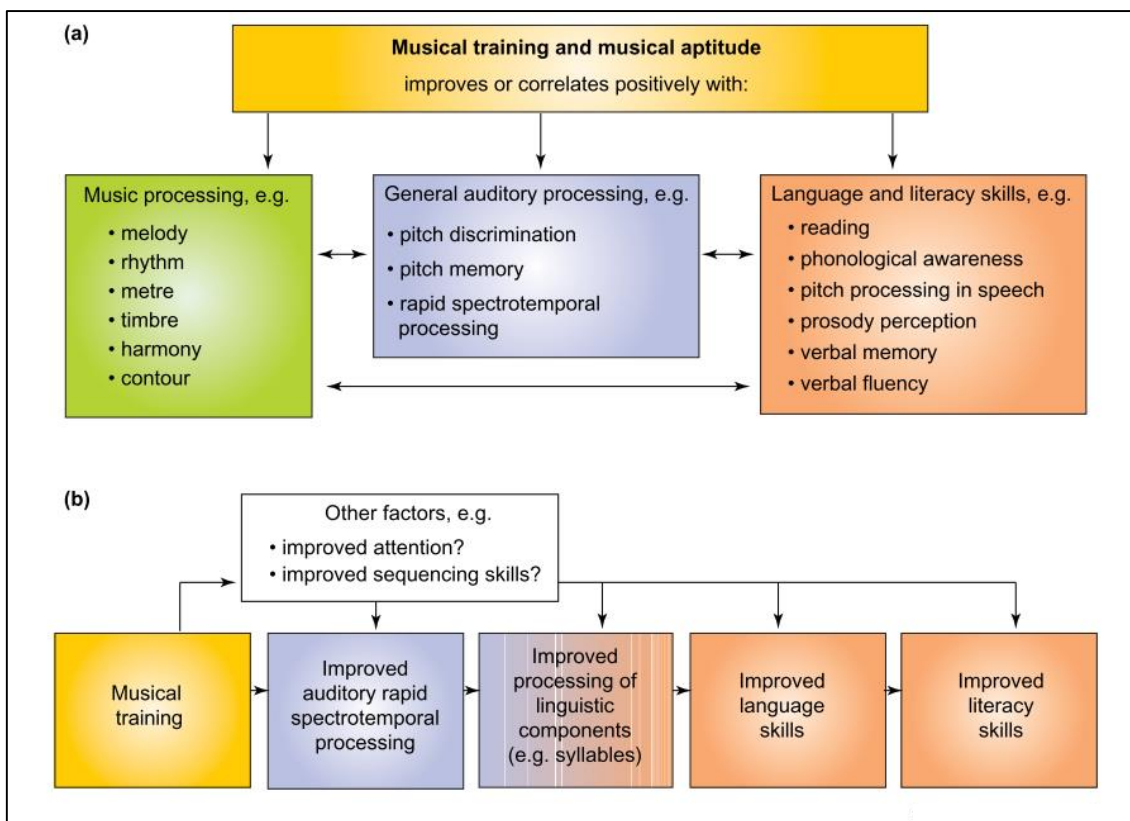 (a)
Musical training and musical aptitude
improves or correlates positively with:
Music processing, e.g.
• melody
• rhythm
• metre
• timbre
• harmony
• contour
General auditory processing, e.g.
• pitch discrimination
• pitch memory
• rapid spectrotemporal
processing
Language and literacy skills, e.g.
• reading
• phonological awareness
• pitch processing in speech
• prosody perception
• verbal memory
• verbal fluency
(b)
Other factors, e.g.
• improved attention?
• improved sequencing skills?
Musical
training
Improved
auditory rapid
spectrotemporal
processing
Improved
processing of
linguistic
components
(e.g. syllables)
Improved
language
skills
Improved
literacy
skills